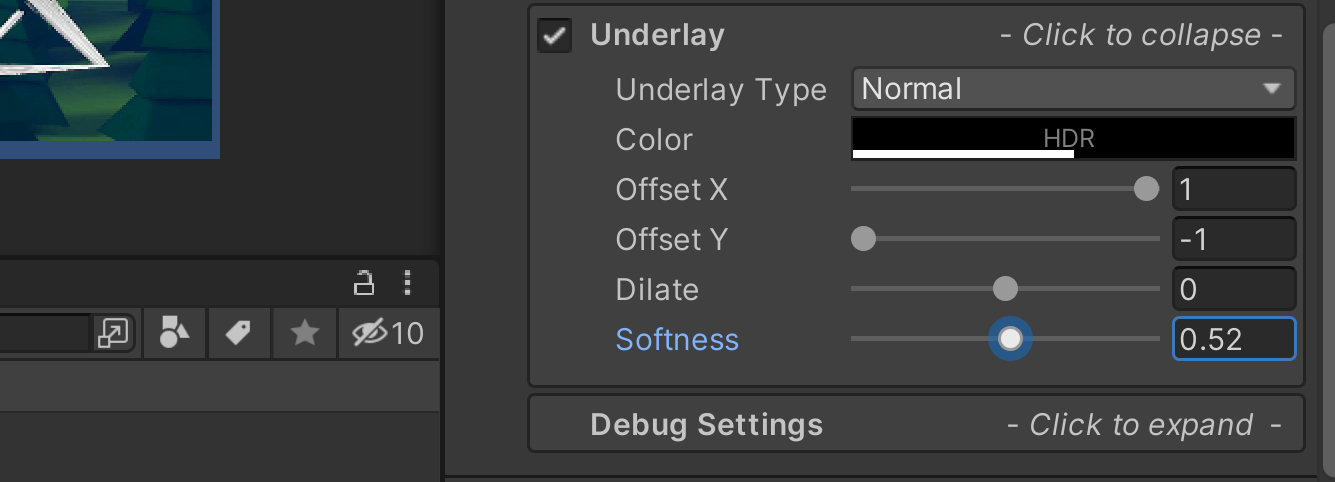 Underlay - Click to collapse -
Underlay Type Normal
Color HDR
Offset X 1
Offset Y -1
Dilate 0
10
Softness 0.52
Debug Settings - Click to expand -